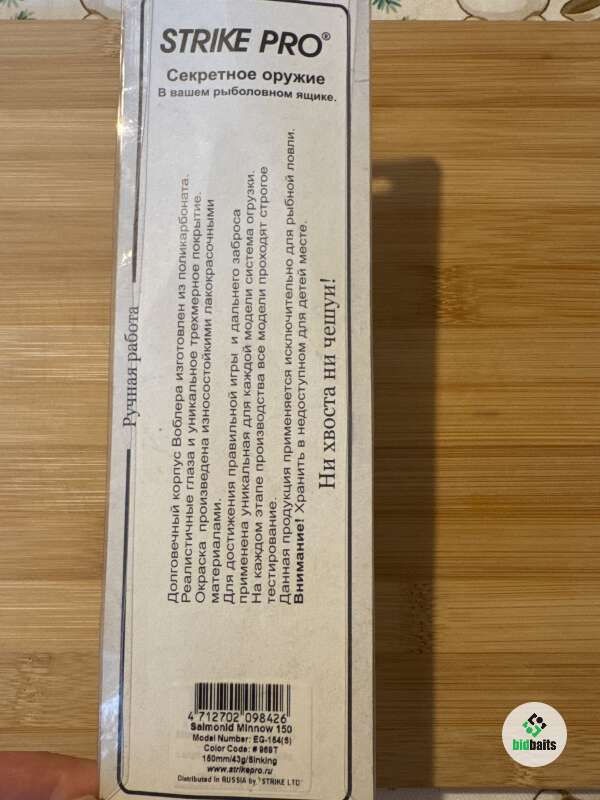 STRIKE PRO®
Секретное оружие
В вашем рыболовном ящике.
Ручная работа
Долговечный корпус Воблера изготовлен из поликарбоната.
Реалистичные глаза и уникальное трехмерное покрытие.
Окраска произведена износостойкими лакокрасочными
материалами.
Для достижения правильной игры и дальнего заброса
применена уникальная для каждой модели система огрузки.
На каждом этапе производства все модели проходят строгое
тестирование.
Данная продукция применяется исключительно для рыбной ловли.
Внимание! Хранить в недоступном для детей месте.
Ни хвоста ни чешуи!
4 712702 098426
Salmonid Minnow 150
Model Number: EG-164(S)
Color Code: # 969T
150mm/43g/Sinking
www.strikepro.ru
Distributed in RUSSIA by "STRIKE LTD"
bidbaits